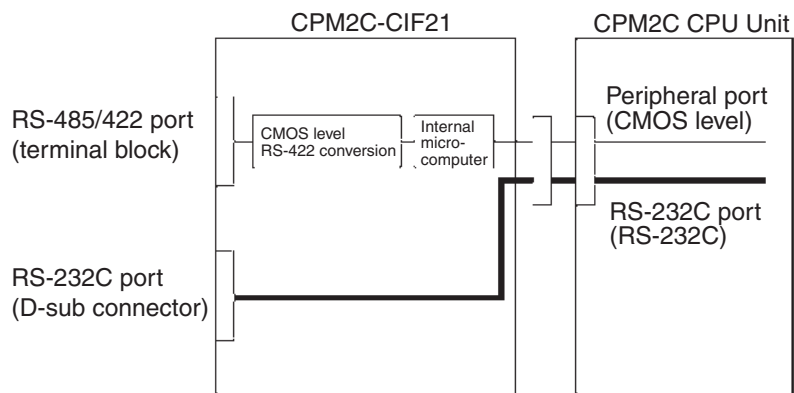 CPM2C-CIF21
CPM2C CPU Unit
RS-485/422 port
(terminal block)
CMOS level
RS-422 conversion
Internal
micro-
computer
Peripheral port
(CMOS level)
RS-232C port
(RS-232C)
RS-232C port
(D-sub connector)